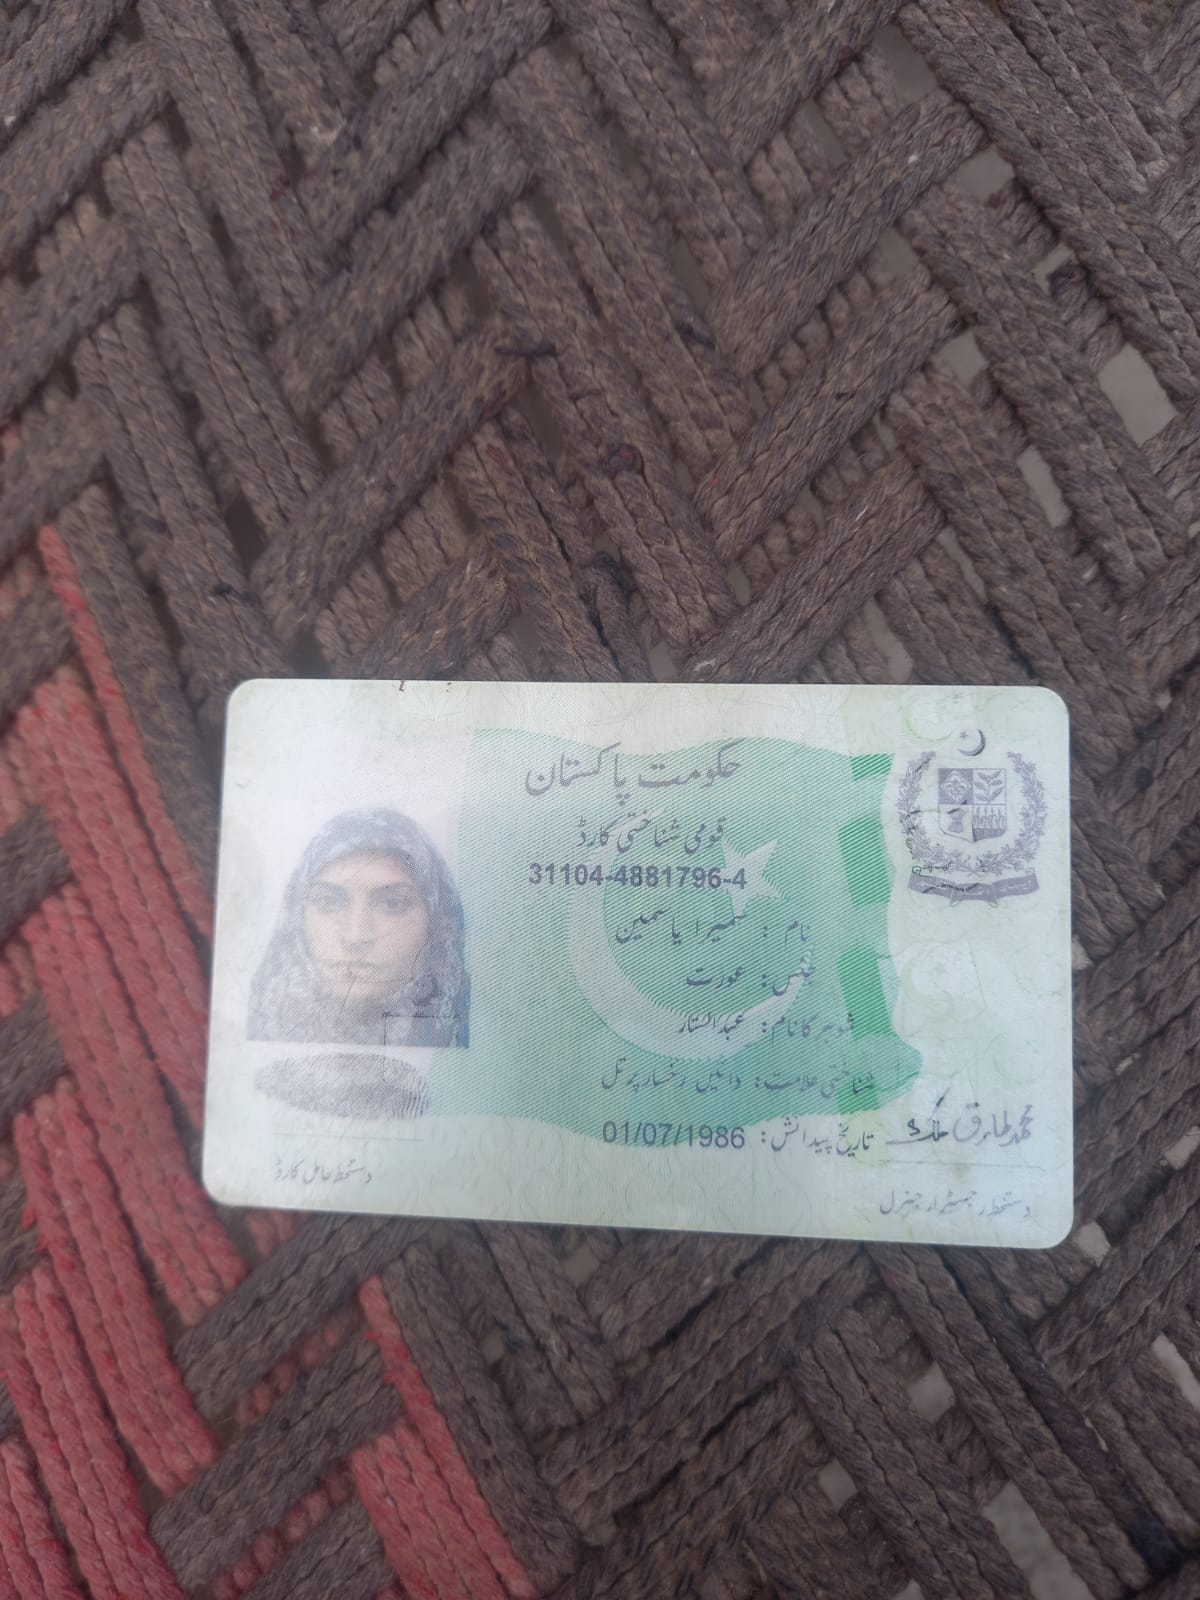 حکومت پاکستان
قومی شناختی کارڈ
31104-4881796-4
نام : سمیرا یاسمین
جنس: عورت
شوہر کا نام: عبدالستار
شناختی علامت: دائیں رخسار پر تل
تاریخ پیدائش: 01/07/1986
محمد طارق ملک
دستخط حامل کارڈ
دستخط رجسٹرار جنرل